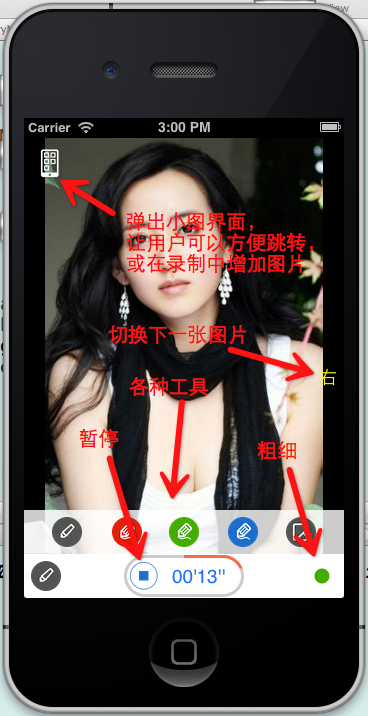 View
Carrier
3:00 PM
弹出小图界面，
让用户可以方便跳转，
或在录制中增加图片
切换下一张图片
右
各种工具
暂停
粗细
00'13''